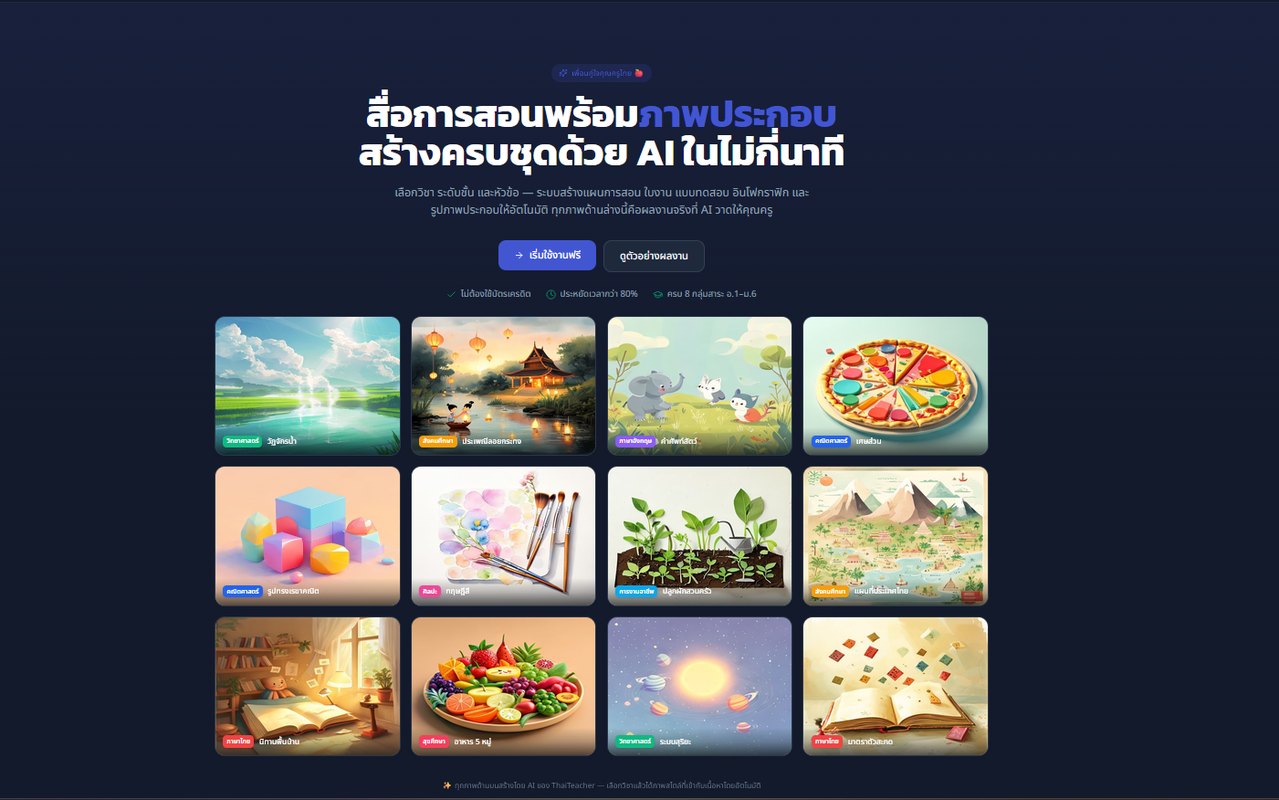 เพื่อนคู่ใจคุณครูไทย 🍎
สื่อการสอนพร้อมภาพประกอบ
สร้างครบชุดด้วย AI ในไม่กี่นาที
เลือกวิชา ระดับชั้น และหัวข้อ — ระบบสร้างแผนการสอน ใบงาน แบบทดสอบ อินโฟกราฟิก และ
รูปภาพประกอบให้อัตโนมัติ ทุกภาพด้านล่างนี้คือผลงานจริงที่ AI วาดให้คุณครู
→ เริ่มใช้งานฟรี ดูตัวอย่างผลงาน
ไม่ต้องใช้บัตรเครดิต ประหยัดเวลากว่า 80% ครบ 8 กลุ่มสาระ อ.1–ม.6
วิทยาศาสตร์ วัฏจักรน้ำ
สังคมศึกษา ประเพณีลอยกระทง
ภาษาอังกฤษ คำศัพท์สัตว์
คณิตศาสตร์ เศษส่วน
คณิตศาสตร์ รูปทรงเรขาคณิต
ศิลปะ ทฤษฎีสี
การงานอาชีพ ปลูกผักสวนครัว
สังคมศึกษา แผนที่ประเทศไทย
ภาษาไทย นิทานพื้นบ้าน
สุขศึกษา อาหาร 5 หมู่
วิทยาศาสตร์ ระบบสุริยะ
ภาษาไทย มาตราตัวสะกด
✨ ทุกภาพด้านบนสร้างโดย AI ของ ThaiTeacher — เลือกวิชาแล้วได้ภาพสไตล์ที่เข้ากับเนื้อหาโดยอัตโนมัติ